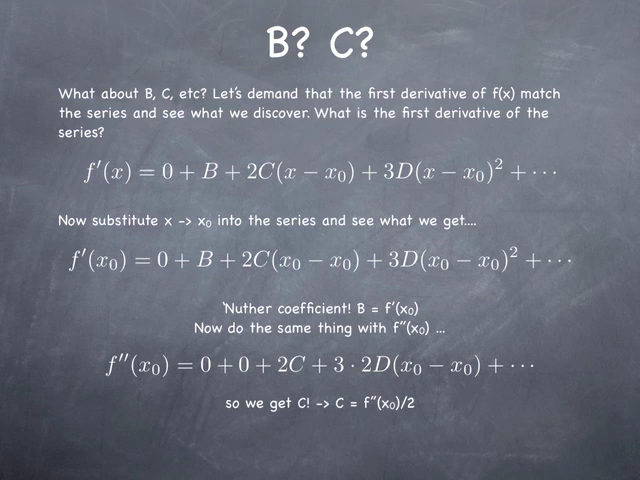 B? C?
What about B, C, etc? Let's demand that the first derivative of f(x) match
the series and see what we discover. What is the first derivative of the
series?
f′(x) = 0 + B + 2C(x − x₀) + 3D(x − x₀)² + ⋯
Now substitute x -> x₀ into the series and see what we get....
f′(x₀) = 0 + B + 2C(x₀ − x₀) + 3D(x₀ − x₀)² + ⋯
'Nuther coefficient! B = f'(x₀)
Now do the same thing with f''(x₀) ...
f″(x₀) = 0 + 0 + 2C + 3 · 2D(x₀ − x₀) + ⋯
so we get C! -> C = f''(x₀)/2